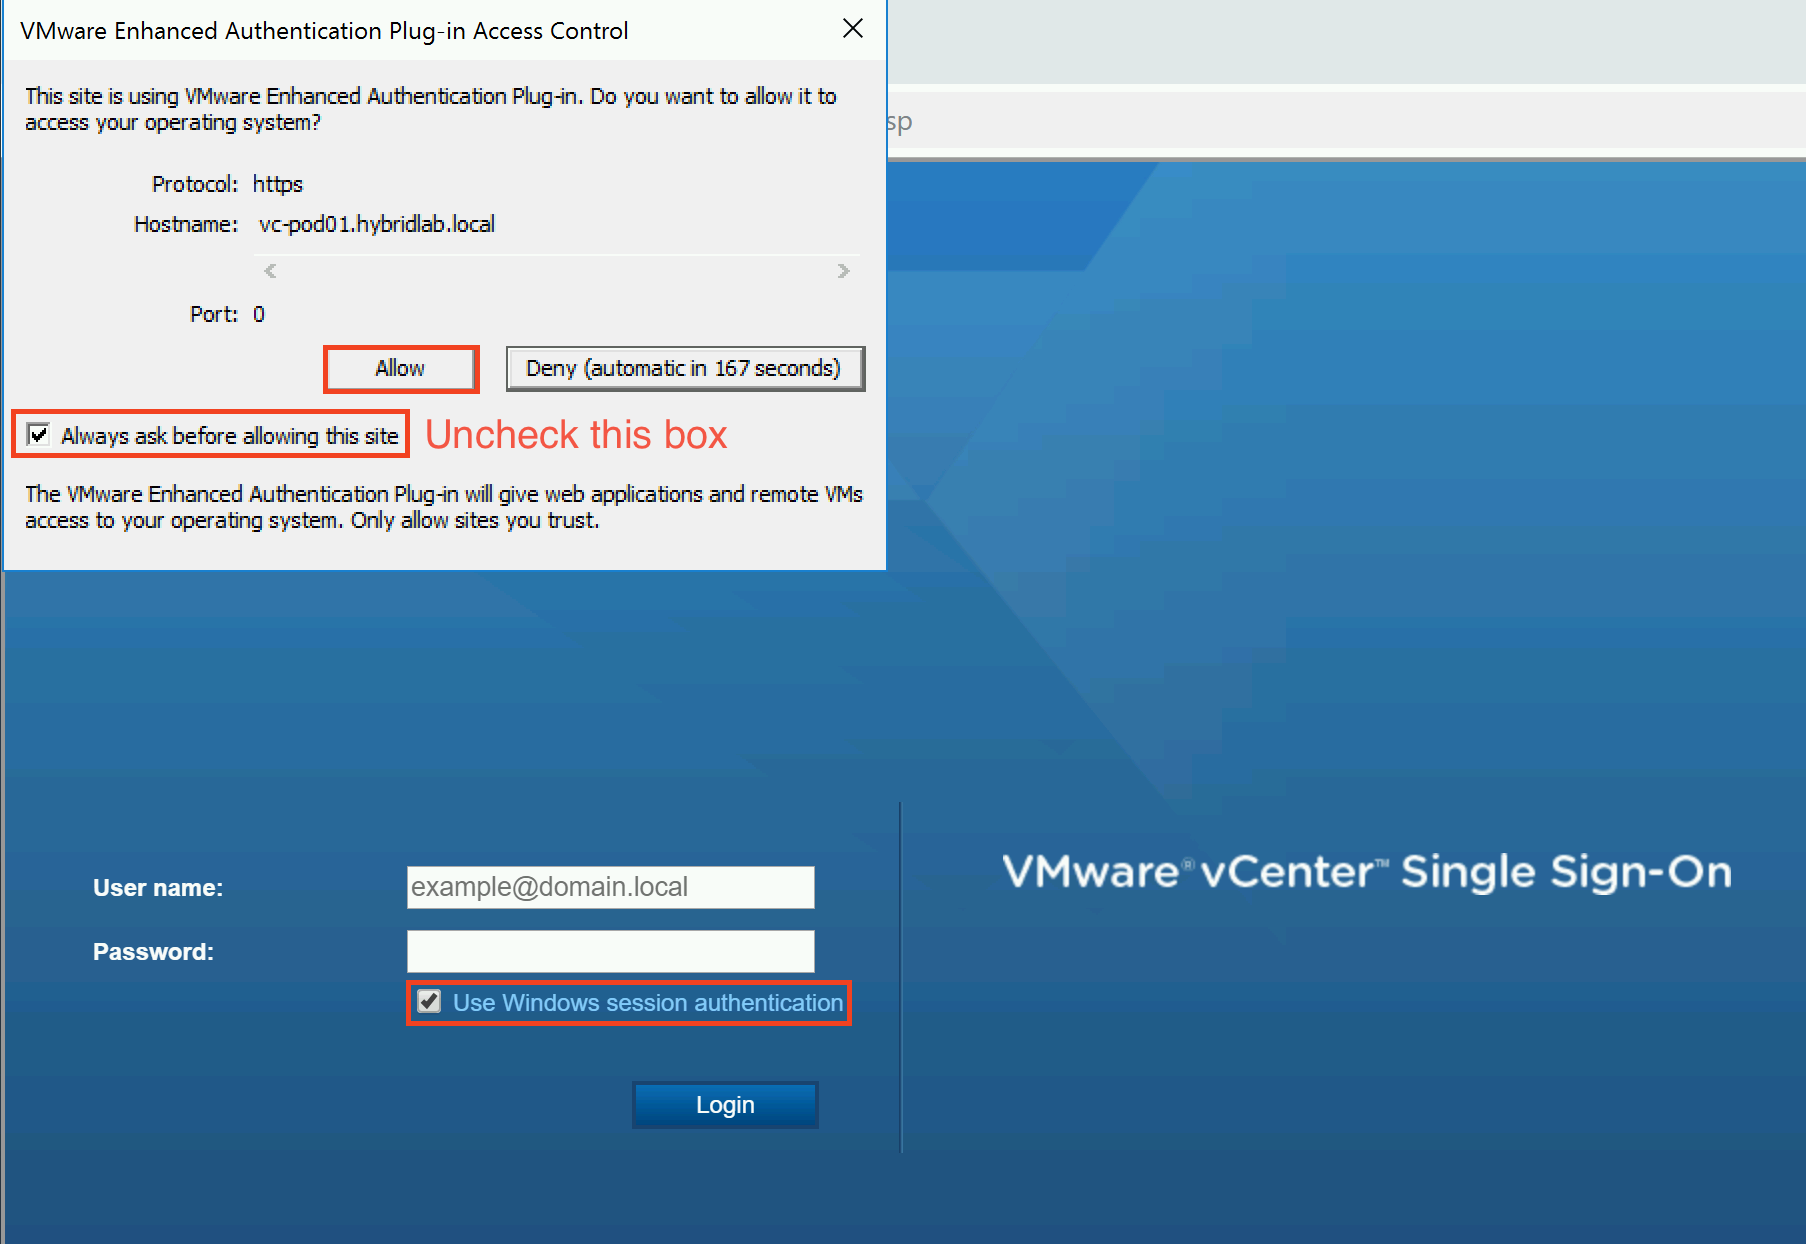 VMware Enhanced Authentication Plug-in Access Control
This site is using VMware Enhanced Authentication Plug-in. Do you want to allow it to
access your operating system?
sp
Protocol: https
Hostname: vc-pod01.hybridlab.local
Port: 0
Allow
Deny (automatic in 167 seconds)
Always ask before allowing this site
Uncheck this box
The VMware Enhanced Authentication Plug-in will give web applications and remote VMs
access to your operating system. Only allow sites you trust.
User name: example@domain.local
Password:
Use Windows session authentication
Login
VMware® vCenter™ Single Sign-On